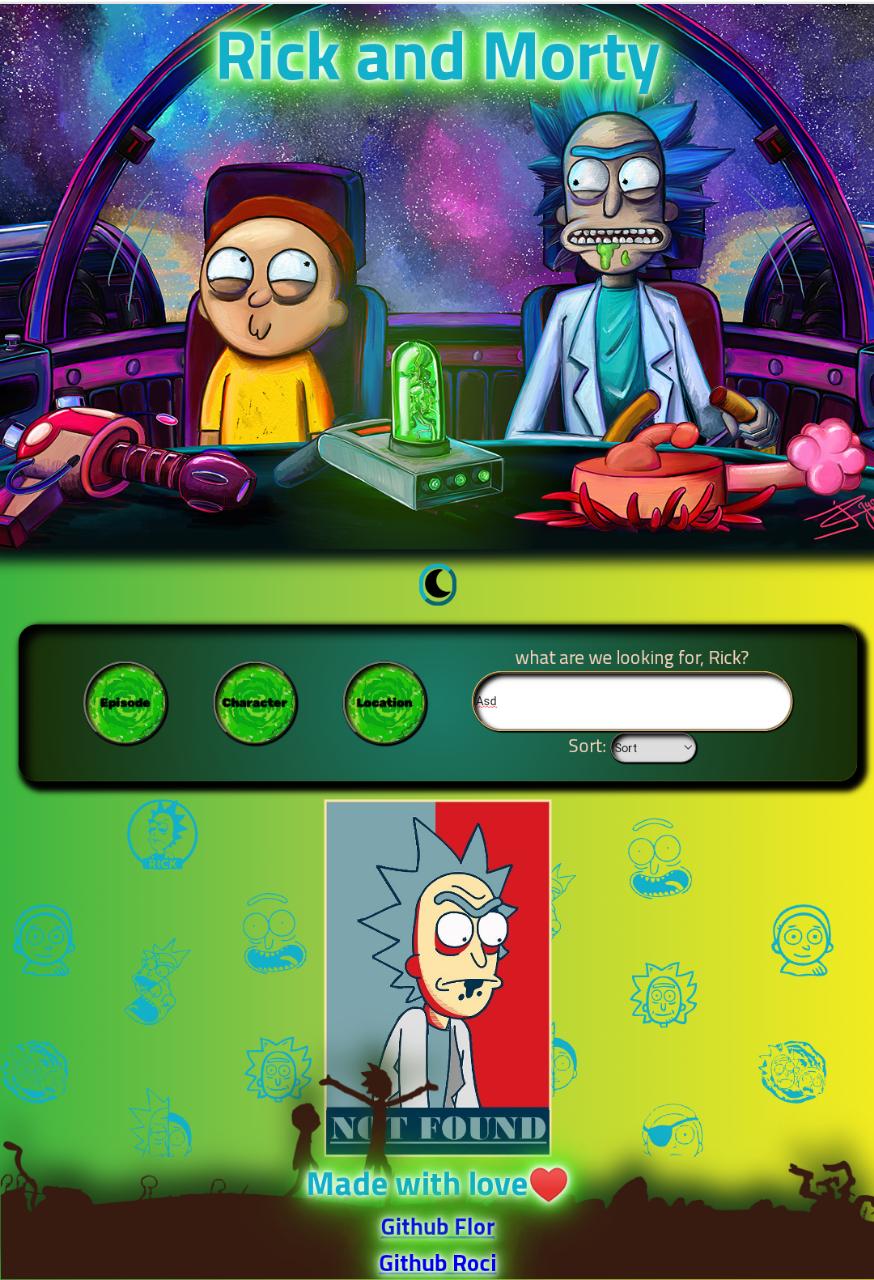 Rick and Morty
what are we looking for, Rick?
Episode
Character
Location
Asd
Sort:
Sort
RICK
NOT FOUND
Made with love❤️
Github Flor
Github Roci